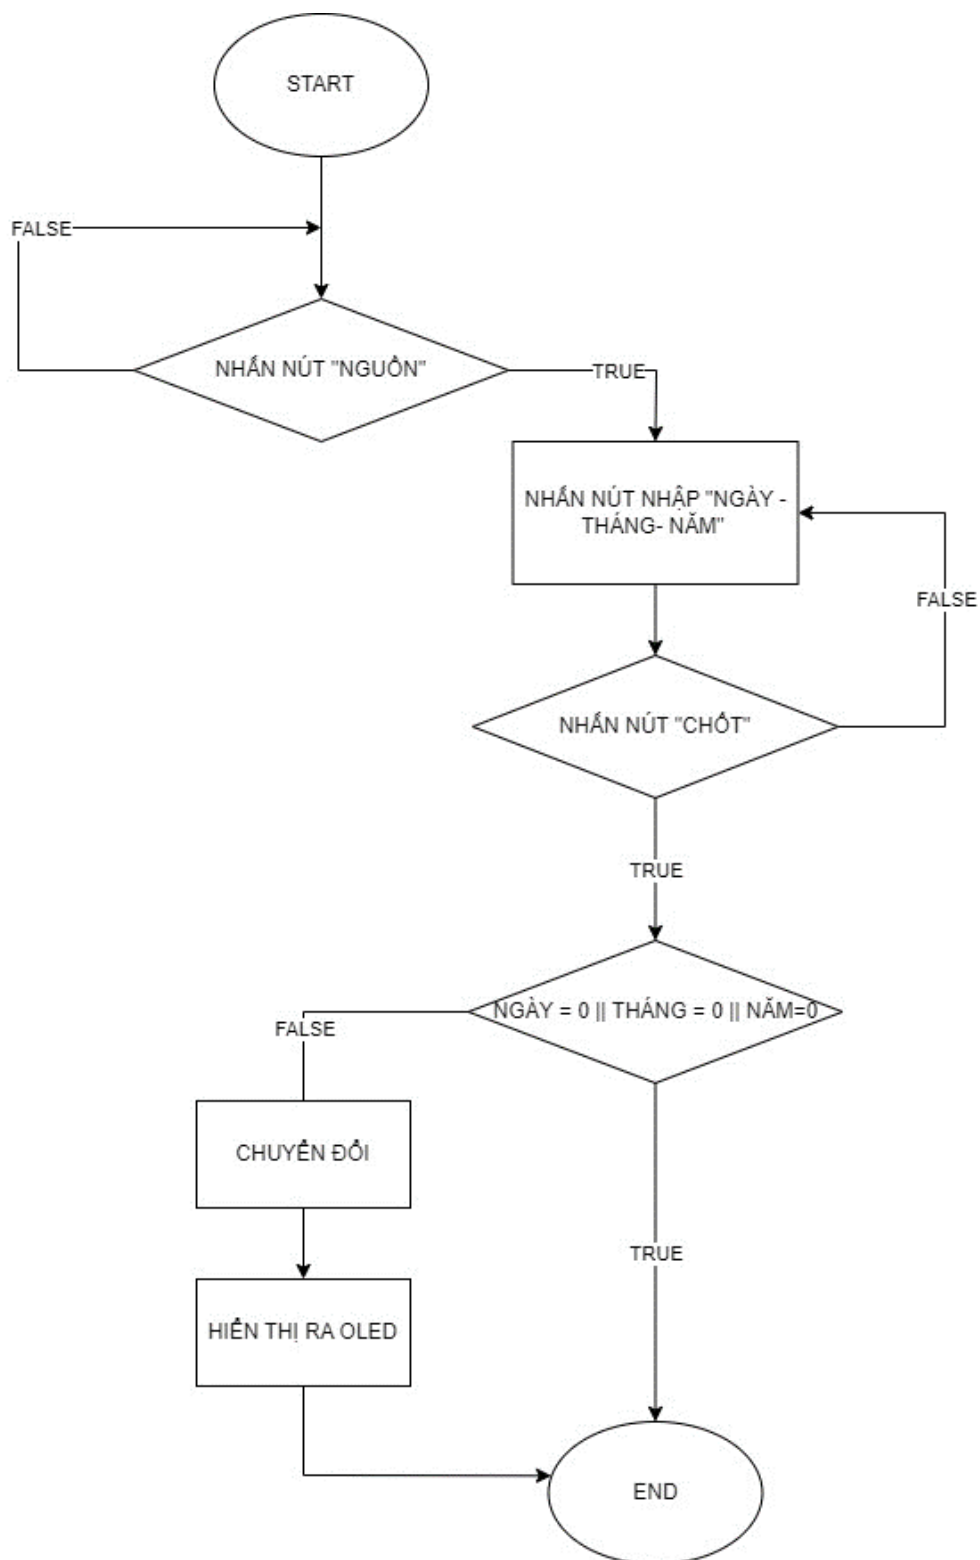 START
FALSE
NHẤN NÚT "NGUỒN"
TRUE
NHẤN NÚT NHẬP "NGÀY -
THÁNG- NĂM"
FALSE
NHẤN NÚT "CHỐT"
TRUE
NGÀY = 0 || THÁNG = 0 || NĂM=0
FALSE
CHUYỂN ĐỔI
TRUE
HIỂN THỊ RA OLED
END